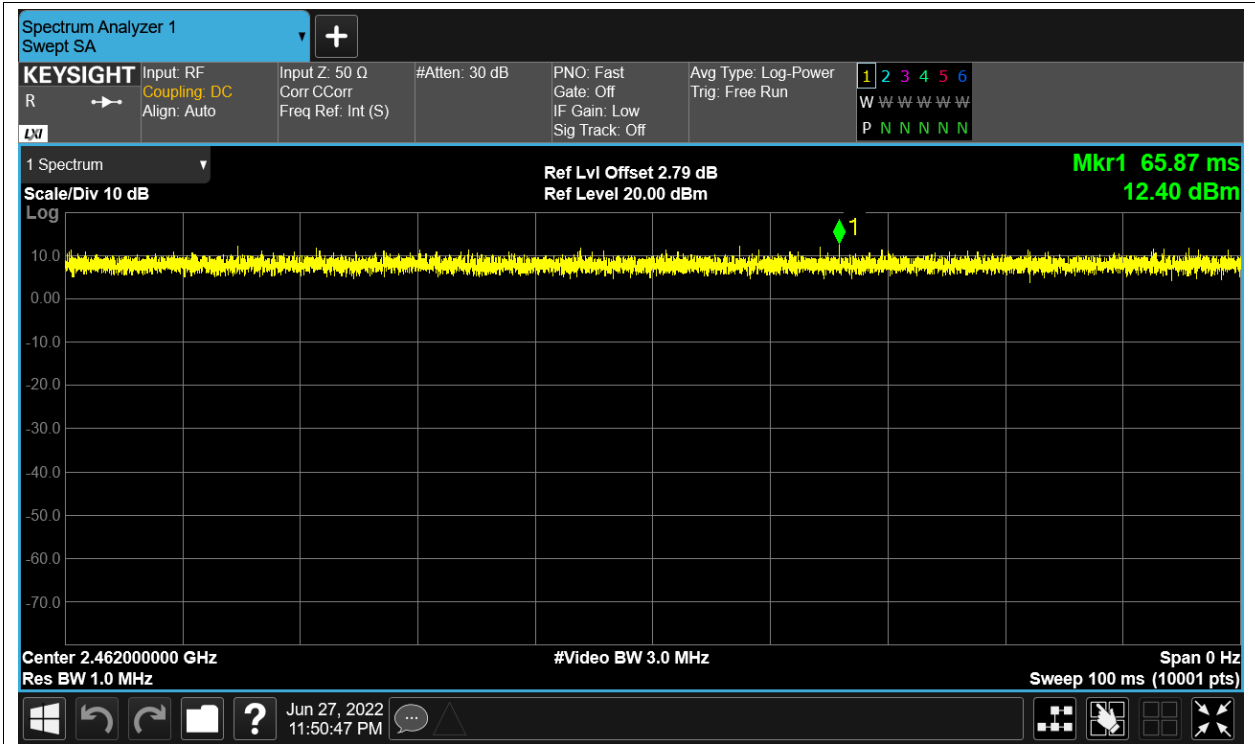 Spectrum Analyzer 1
Swept SA
+
KEYSIGHT
R
LXI
Input: RF
Coupling: DC
Align: Auto
Input Z: 50 Ω
Corr CCorr
Freq Ref: Int (S)
#Atten: 30 dB
PNO: Fast
Gate: Off
IF Gain: Low
Sig Track: Off
Avg Type: Log-Power
Trig: Free Run
1 2 3 4 5 6
W W W W W W
P N N N N N
1 Spectrum
Scale/Div 10 dB
Log
Ref Lvl Offset 2.79 dB
Ref Level 20.00 dBm
Mkr1 65.87 ms
12.40 dBm
1
10.0
0.00
-10.0
-20.0
-30.0
-40.0
-50.0
-60.0
-70.0
Center 2.462000000 GHz
Res BW 1.0 MHz
#Video BW 3.0 MHz
Span 0 Hz
Sweep 100 ms (10001 pts)
?
Jun 27, 2022
11:50:47 PM